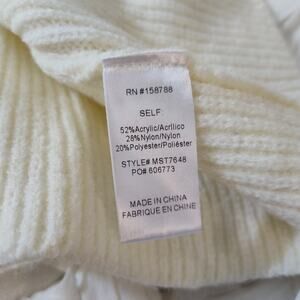 RN #158788
SELF:
52%Acrylic/Acrílico
28%Nylon/Nylon
20%Polyester/Poliéster
STYLE# MST7648
PO# 606773
MADE IN CHINA
FABRIQUE EN CHINE